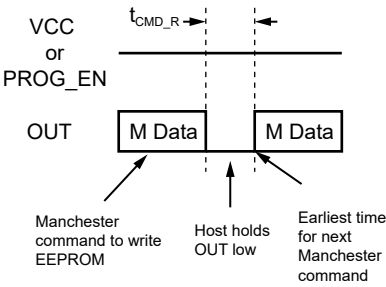 t_CMD_R
VCC
or
PROG_EN
OUT
M Data
M Data
Manchester
command to write
EEPROM
Host holds
OUT low
Earliest time
for next
Manchester
command